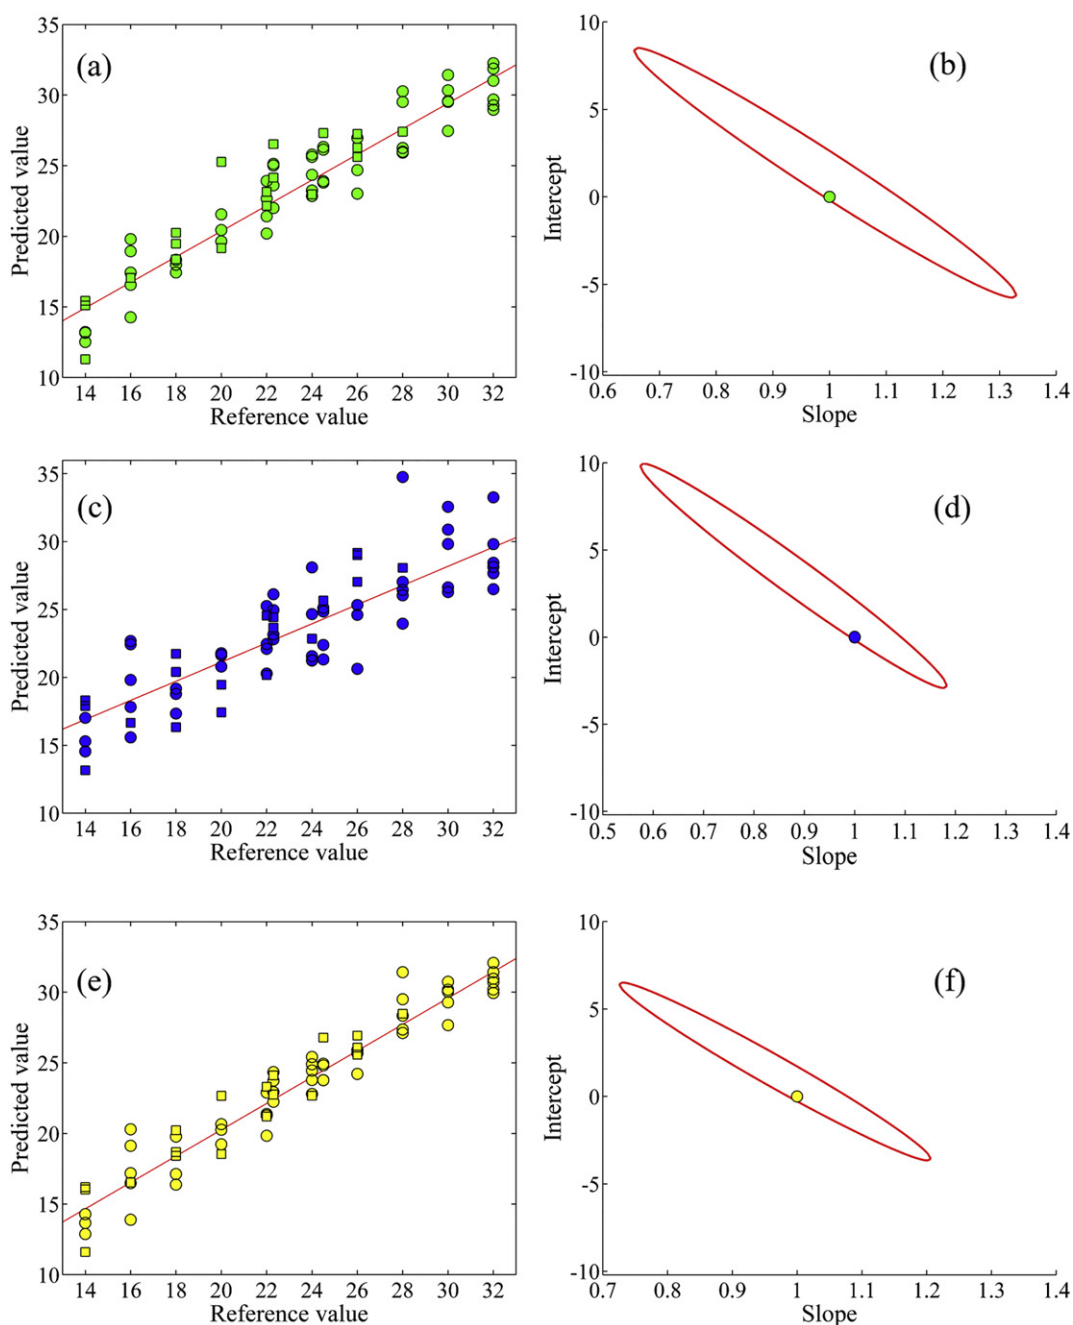 (a)
Predicted value
35
30
25
20
15
10
14 16 18 20 22 24 26 28 30 32
Reference value
(b)
Intercept
10
5
0
-5
-10
0.6 0.7 0.8 0.9 1 1.1 1.2 1.3 1.4
Slope
(c)
Predicted value
35
30
25
20
15
10
14 16 18 20 22 24 26 28 30 32
Reference value
(d)
Intercept
10
5
0
-5
-10
0.5 0.6 0.7 0.8 0.9 1 1.1 1.2 1.3 1.4
Slope
(e)
Predicted value
35
30
25
20
15
10
14 16 18 20 22 24 26 28 30 32
Reference value
(f)
Intercept
10
5
0
-5
-10
0.7 0.8 0.9 1 1.1 1.2 1.3 1.4
Slope